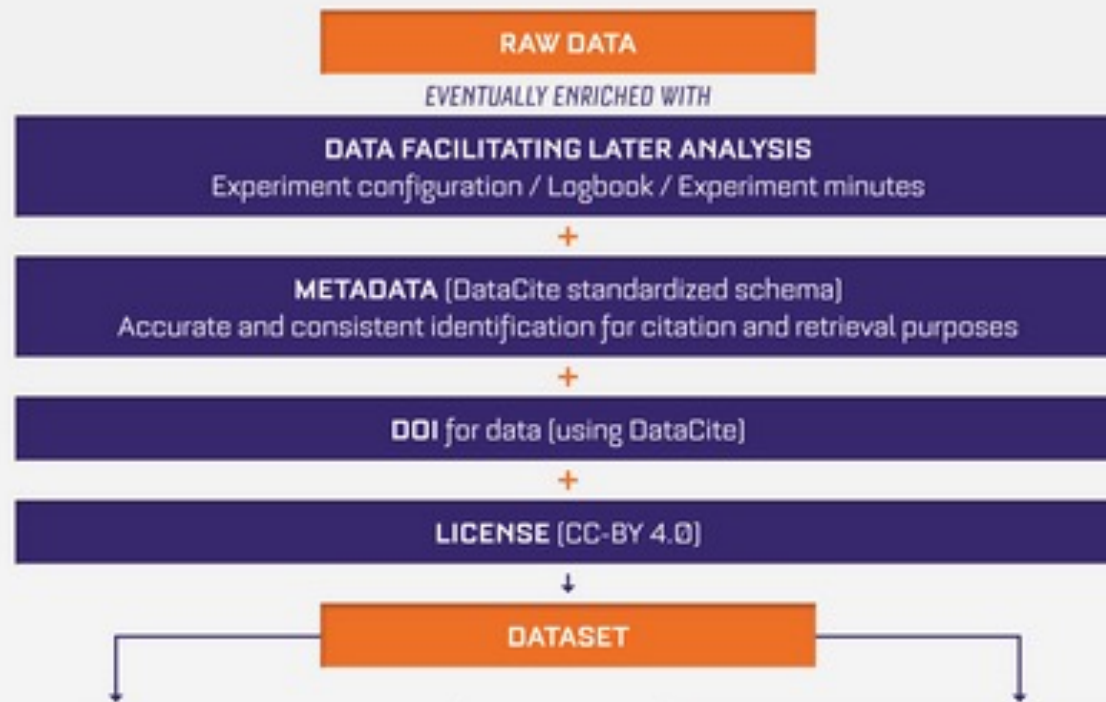 RAW DATA
EVENTUALLY ENRICHED WITH
DATA FACILITATING LATER ANALYSIS
Experiment configuration / Logbook / Experiment minutes
+
METADATA (DataCite standardized schema)
Accurate and consistent identification for citation and retrieval purposes
+
DOI for data (using DataCite)
+
LICENSE (CC-BY 4.0)
DATASET